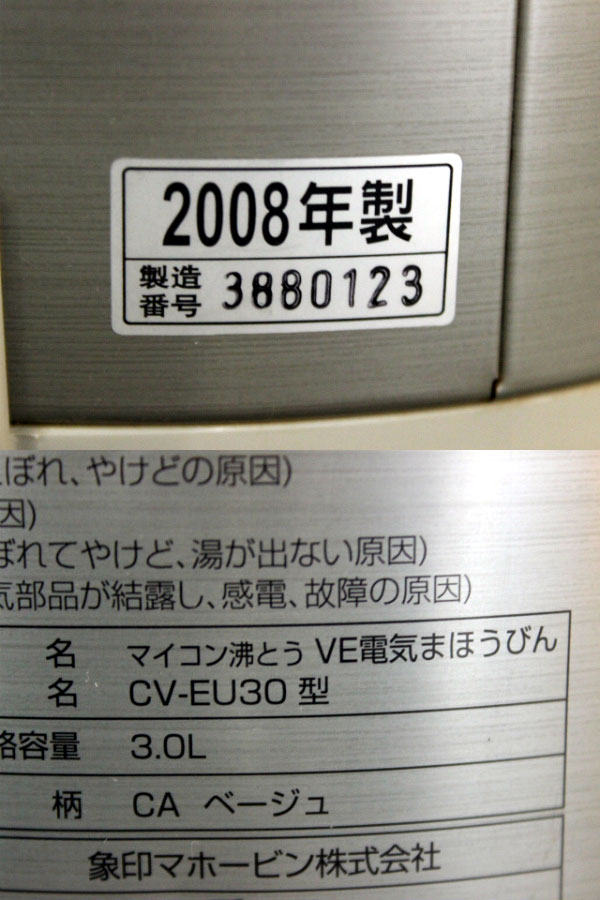 2008年製
製造
番号 3880123
ぼれ、やけどの原因)
因)
ぼれてやけど、湯が出ない原因)
気部品が結露し、感電、故障の原因)
名 マイコン沸とう VE電気まほうびん
名 CV-EU30 型
格容量 3.0L
柄 CA ベージュ
象印マホービン株式会社